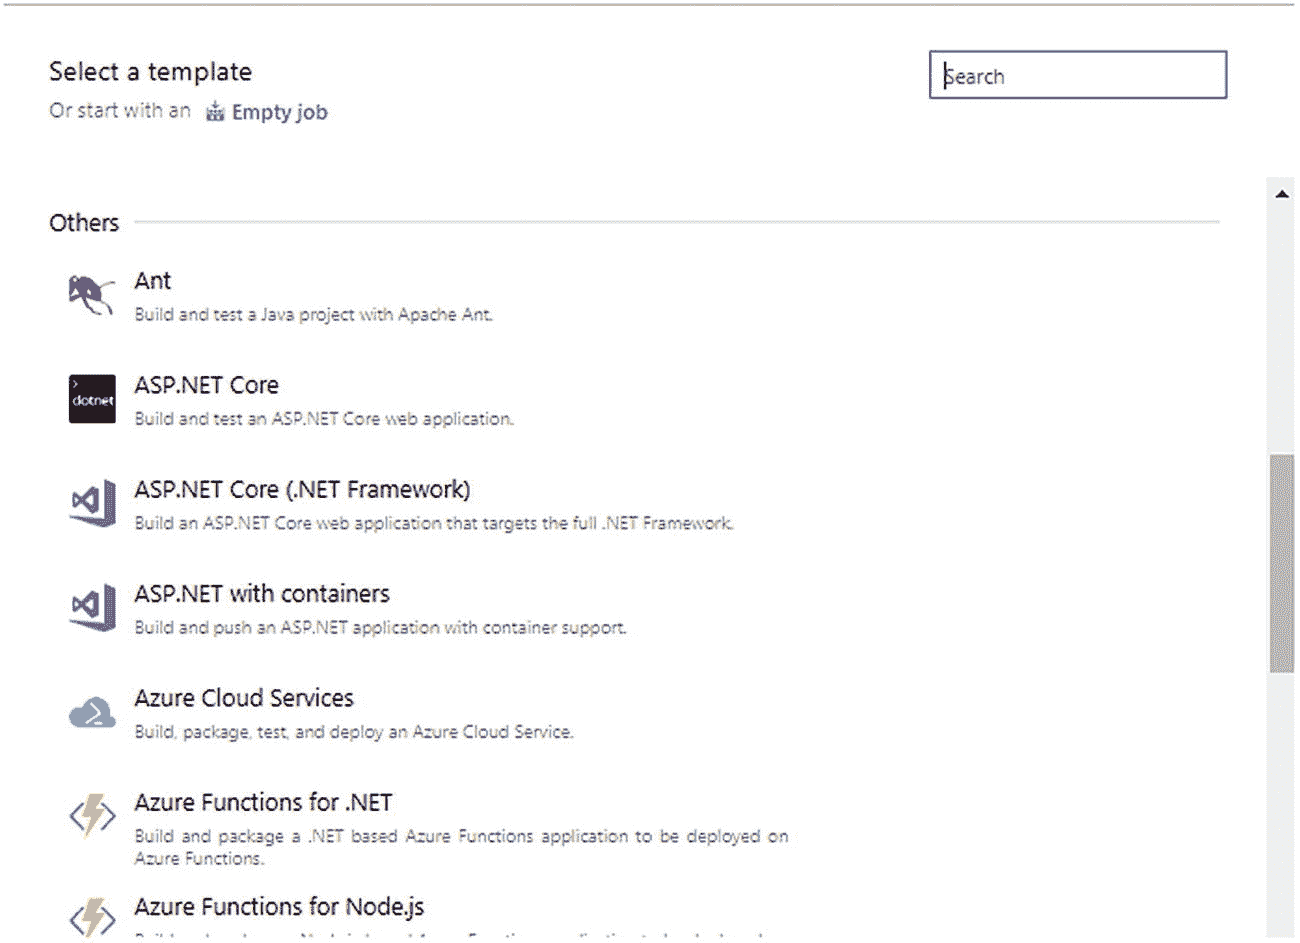 Select a template
Search
Or start with an Empty job
Others
Ant
Build and test a Java project with Apache Ant.
>
dotnet
ASP.NET Core
Build and test an ASP.NET Core web application.
ASP.NET Core (.NET Framework)
Build an ASP.NET Core web application that targets the full .NET Framework.
ASP.NET with containers
Build and push an ASP.NET application with container support.
Azure Cloud Services
Build, package, test, and deploy an Azure Cloud Service.
Azure Functions for .NET
Build and package a .NET based Azure Functions application to be deployed on
Azure Functions.
Azure Functions for Node.js